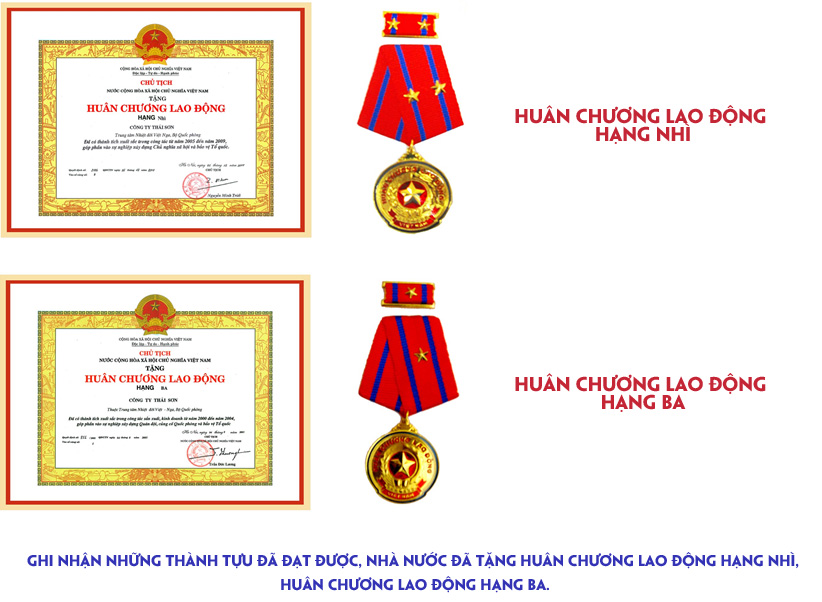 CỘNG HÒA XÃ HỘI CHỦ NGHĨA VIỆT NAM
Độc lập - Tự do - Hạnh phúc
CHỦ TỊCH
NƯỚC CỘNG HÒA XÃ HỘI CHỦ NGHĨA VIỆT NAM
TẶNG
HUÂN CHƯƠNG LAO ĐỘNG
HẠNG Nhì
CÔNG TY THÁI SƠN
Trung tâm Nhiệt đới Việt Nga, Bộ Quốc phòng
Đã có thành tích xuất sắc trong công tác từ năm 2005 đến năm 2009,
góp phần vào sự nghiệp xây dựng Chủ nghĩa xã hội và bảo vệ Tổ quốc.
CHỦ TỊCH
Nguyễn Minh Triết
HUÂN CHƯƠNG LAO ĐỘNG
HẠNG NHÌ
CỘNG HÒA XÃ HỘI CHỦ NGHĨA VIỆT NAM
Độc lập - Tự do - Hạnh phúc
CHỦ TỊCH
NƯỚC CỘNG HÒA XÃ HỘI CHỦ NGHĨA VIỆT NAM
TẶNG
HUÂN CHƯƠNG LAO ĐỘNG
HẠNG BA
CÔNG TY THÁI SƠN
Thuộc Trung tâm Nhiệt đới Việt - Nga, Bộ Quốc phòng
Đã có thành tích xuất sắc trong công tác sản xuất, kinh doanh từ năm 2000 đến năm 2004,
góp phần vào sự nghiệp xây dựng Quân đội, củng cố Quốc phòng và bảo vệ Tổ quốc
CHỦ TỊCH
NƯỚC CỘNG HÒA XÃ HỘI CHỦ NGHĨA VIỆT NAM
Trần Đức Lương
HUÂN CHƯƠNG LAO ĐỘNG
HẠNG BA
GHI NHẬN NHỮNG THÀNH TỰU ĐÃ ĐẠT ĐƯỢC, NHÀ NƯỚC ĐÃ TẶNG HUÂN CHƯƠNG LAO ĐỘNG HẠNG NHÌ,
HUÂN CHƯƠNG LAO ĐỘNG HẠNG BA.